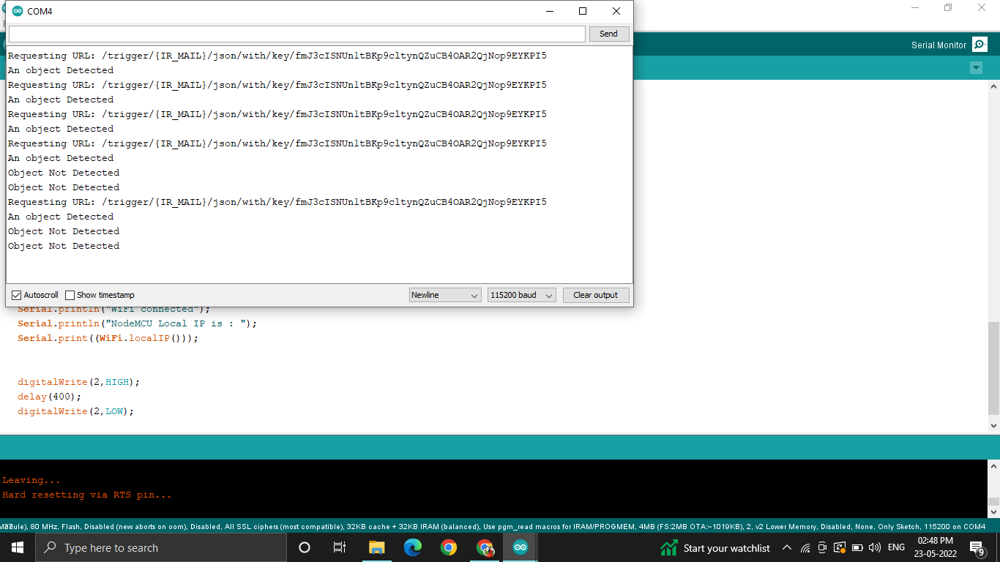 COM4
Send
Requesting URL: /trigger/{IR_MAIL}/json/with/key/fmJ3cISNUn1tBKp9cltynQZuCB4OAR2QjNop9EYKPI5
An object Detected
Requesting URL: /trigger/{IR_MAIL}/json/with/key/fmJ3cISNUn1tBKp9cltynQZuCB4OAR2QjNop9EYKPI5
An object Detected
Requesting URL: /trigger/{IR_MAIL}/json/with/key/fmJ3cISNUn1tBKp9cltynQZuCB4OAR2QjNop9EYKPI5
An object Detected
Requesting URL: /trigger/{IR_MAIL}/json/with/key/fmJ3cISNUn1tBKp9cltynQZuCB4OAR2QjNop9EYKPI5
An object Detected
Object Not Detected
Object Not Detected
Requesting URL: /trigger/{IR_MAIL}/json/with/key/fmJ3cISNUn1tBKp9cltynQZuCB4OAR2QjNop9EYKPI5
An object Detected
Object Not Detected
Object Not Detected
Autoscroll Show timestamp Newline 115200 baud Clear output
Serial Monitor
Serial.println("WiFi connected");
Serial.println("NodeMCU Local IP is : ");
Serial.print((WiFi.localIP()));
digitalWrite(2,HIGH);
delay(400);
digitalWrite(2,LOW);
Leaving...
Hard resetting via RTS pin...
80 MHz, Flash, Disabled (new aborts on oom), Disabled, All SSL ciphers (most compatible), 32KB cache + 32KB IRAM (balanced), Use pgm_read macros for IRAM/PROGMEM, 4MB (FS:2MB OTA:~1019KB), 2, v2 Lower Memory, Disabled, None, Only Sketch, 115200 on COM4
Type here to search
Start your watchlist
ENG
02:48 PM
23-05-2022
9